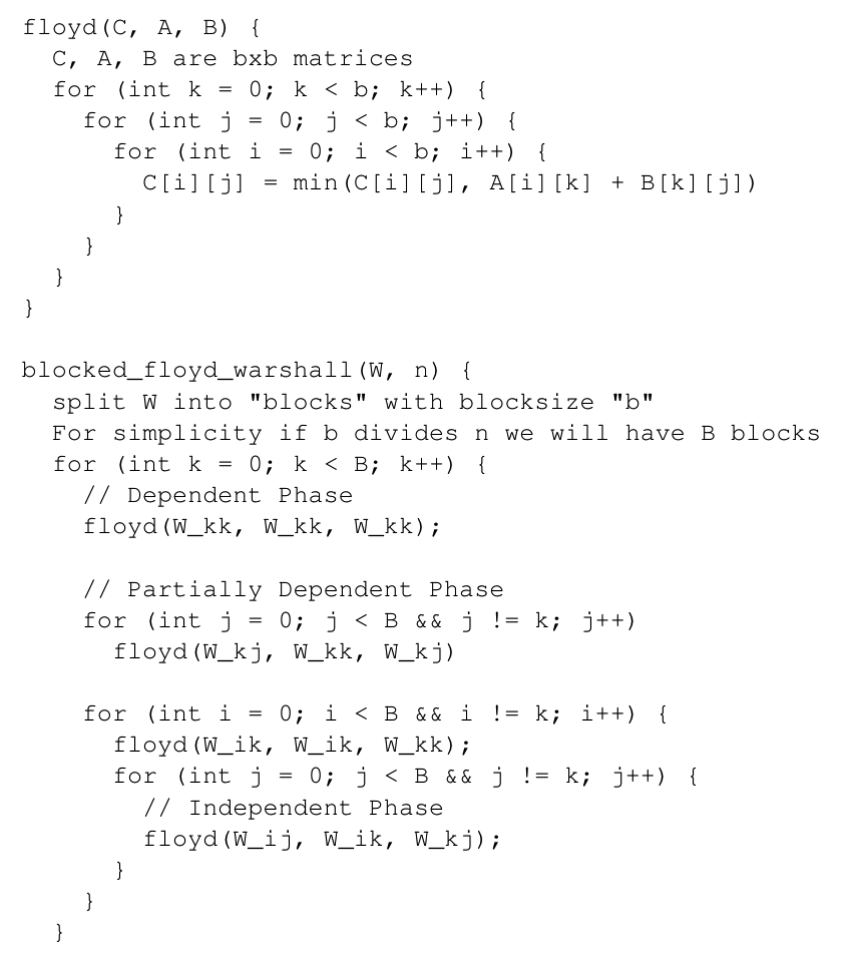 floyd(C, A, B) {
  C, A, B are bxb matrices
  for (int k = 0; k < b; k++) {
    for (int j = 0; j < b; j++) {
      for (int i = 0; i < b; i++) {
        C[i][j] = min(C[i][j], A[i][k] + B[k][j])
      }
    }
  }
}
blocked_floyd_warshall(W, n) {
  split W into "blocks" with blocksize "b"
  For simplicity if b divides n we will have B blocks
  for (int k = 0; k < B; k++) {
    // Dependent Phase
    floyd(W_kk, W_kk, W_kk);
    // Partially Dependent Phase
    for (int j = 0; j < B && j != k; j++)
      floyd(W_kj, W_kk, W_kj)
    for (int i = 0; i < B && i != k; i++) {
      floyd(W_ik, W_ik, W_kk);
      for (int j = 0; j < B && j != k; j++) {
        // Independent Phase
        floyd(W_ij, W_ik, W_kj);
      }
    }
  }